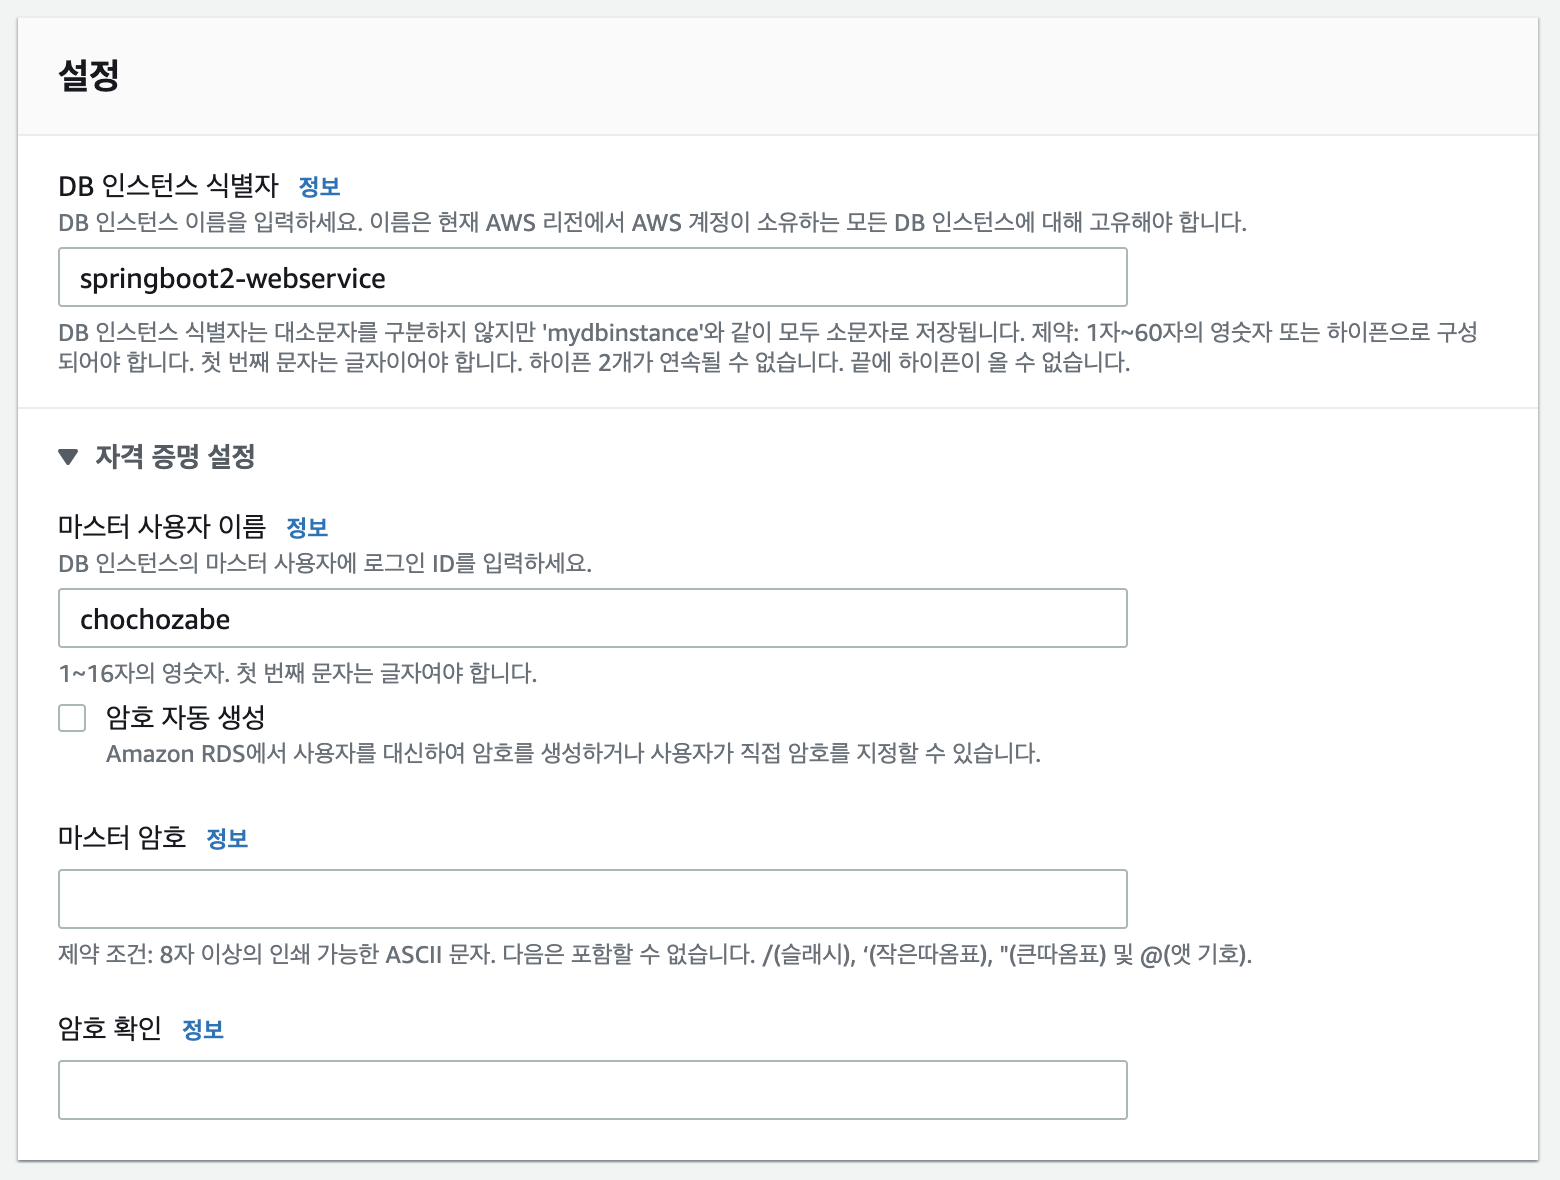 설정
DB 인스턴스 식별자 정보
DB 인스턴스 이름을 입력하세요. 이름은 현재 AWS 리전에서 AWS 계정이 소유하는 모든 DB 인스턴스에 대해 고유해야 합니다.
springboot2-webservice
DB 인스턴스 식별자는 대소문자를 구분하지 않지만 'mydbinstance'와 같이 모두 소문자로 저장됩니다. 제약: 1자~60자의 영숫자 또는 하이픈으로 구성
되어야 합니다. 첫 번째 문자는 글자이어야 합니다. 하이픈 2개가 연속될 수 없습니다. 끝에 하이픈이 올 수 없습니다.
▼ 자격 증명 설정
마스터 사용자 이름 정보
DB 인스턴스의 마스터 사용자에 로그인 ID를 입력하세요.
chochozabe
1~16자의 영숫자. 첫 번째 문자는 글자여야 합니다.
암호 자동 생성
Amazon RDS에서 사용자를 대신하여 암호를 생성하거나 사용자가 직접 암호를 지정할 수 있습니다.
마스터 암호 정보
제약 조건: 8자 이상의 인쇄 가능한 ASCII 문자. 다음은 포함할 수 없습니다. /(슬래시), ‘(작은따옴표), "(큰따옴표) 및 @(앳 기호).
암호 확인 정보